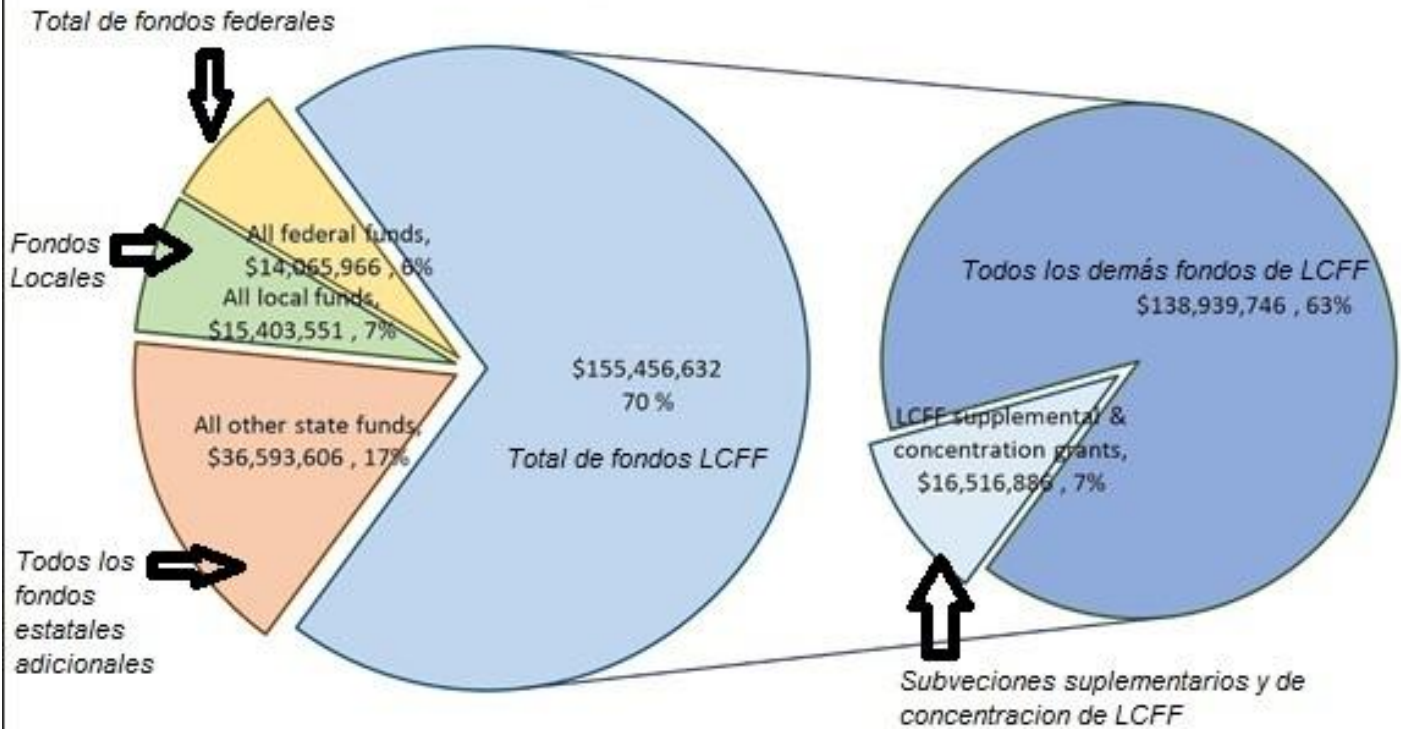 Total de fondos federales
All federal funds,
$14,065,966 , 6%
Fondos
Locales
All local funds,
$15,403,551 , 7%
All other state funds,
$36,593,606 , 17%
Todos los
fondos
estatales
adicionales
$155,456,632
70 %
Total de fondos LCFF
Todos los demás fondos de LCFF
$138,939,746 , 63%
LCFF supplemental &
concentration grants,
$16,516,886 , 7%
Subveciones suplementarios y de
concentracion de LCFF